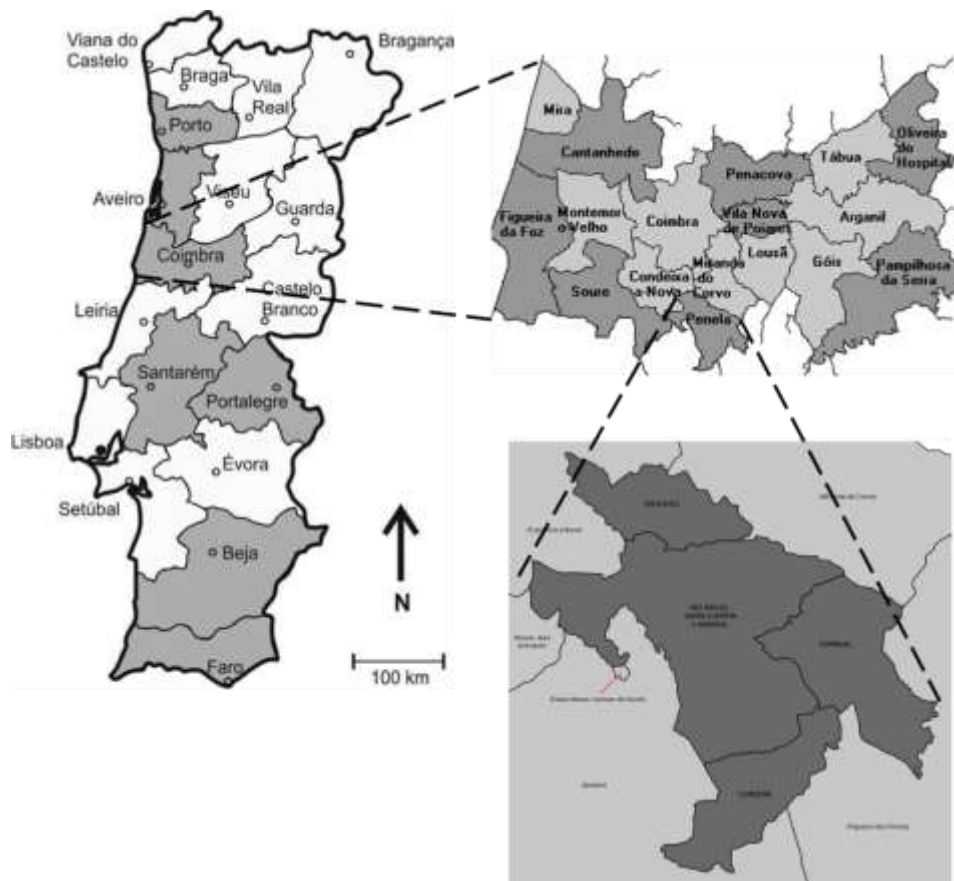 Viana do
Castelo
Bragança
Braga
Vila
Real
Porto
Aveiro
Viseu
Guarda
Coimbra
Castelo
Branco
Leíria
Santarém
Portalegre
Lisboa
Évora
Setúbal
Beja
N
Faro
100 km
Mira
Cantanhede
Oliveira
do
Hospital
Tábua
Penacova
Figueira
da Foz
Montemor
o Velho
Coimbra
Vila Nova
de Poiares
Arganil
Lousã
Góis
Miranda
do
Corvo
Condeixa
a Nova
Soure
Pampilhosa
da Serra
Penela